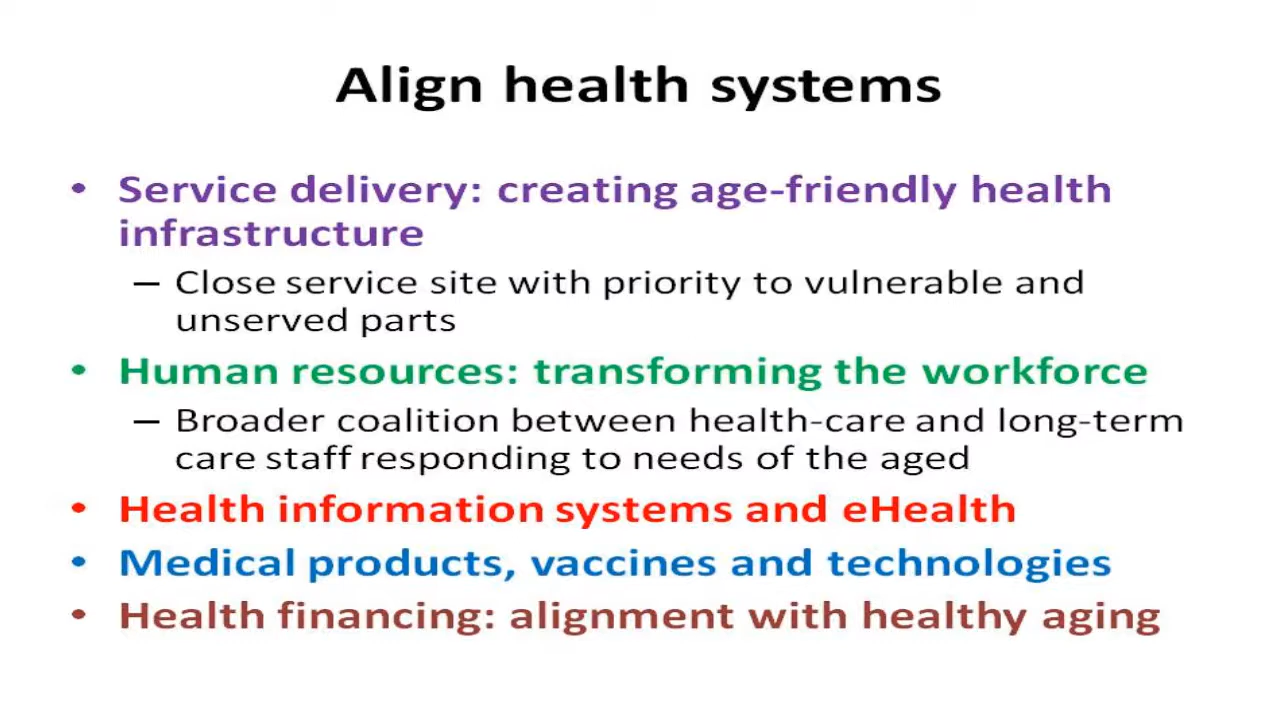 Align health systems
• Service delivery: creating age-friendly health
infrastructure
– Close service site with priority to vulnerable and
unserved parts
• Human resources: transforming the workforce
– Broader coalition between health-care and long-term
care staff responding to needs of the aged
• Health information systems and eHealth
• Medical products, vaccines and technologies
• Health financing: alignment with healthy aging